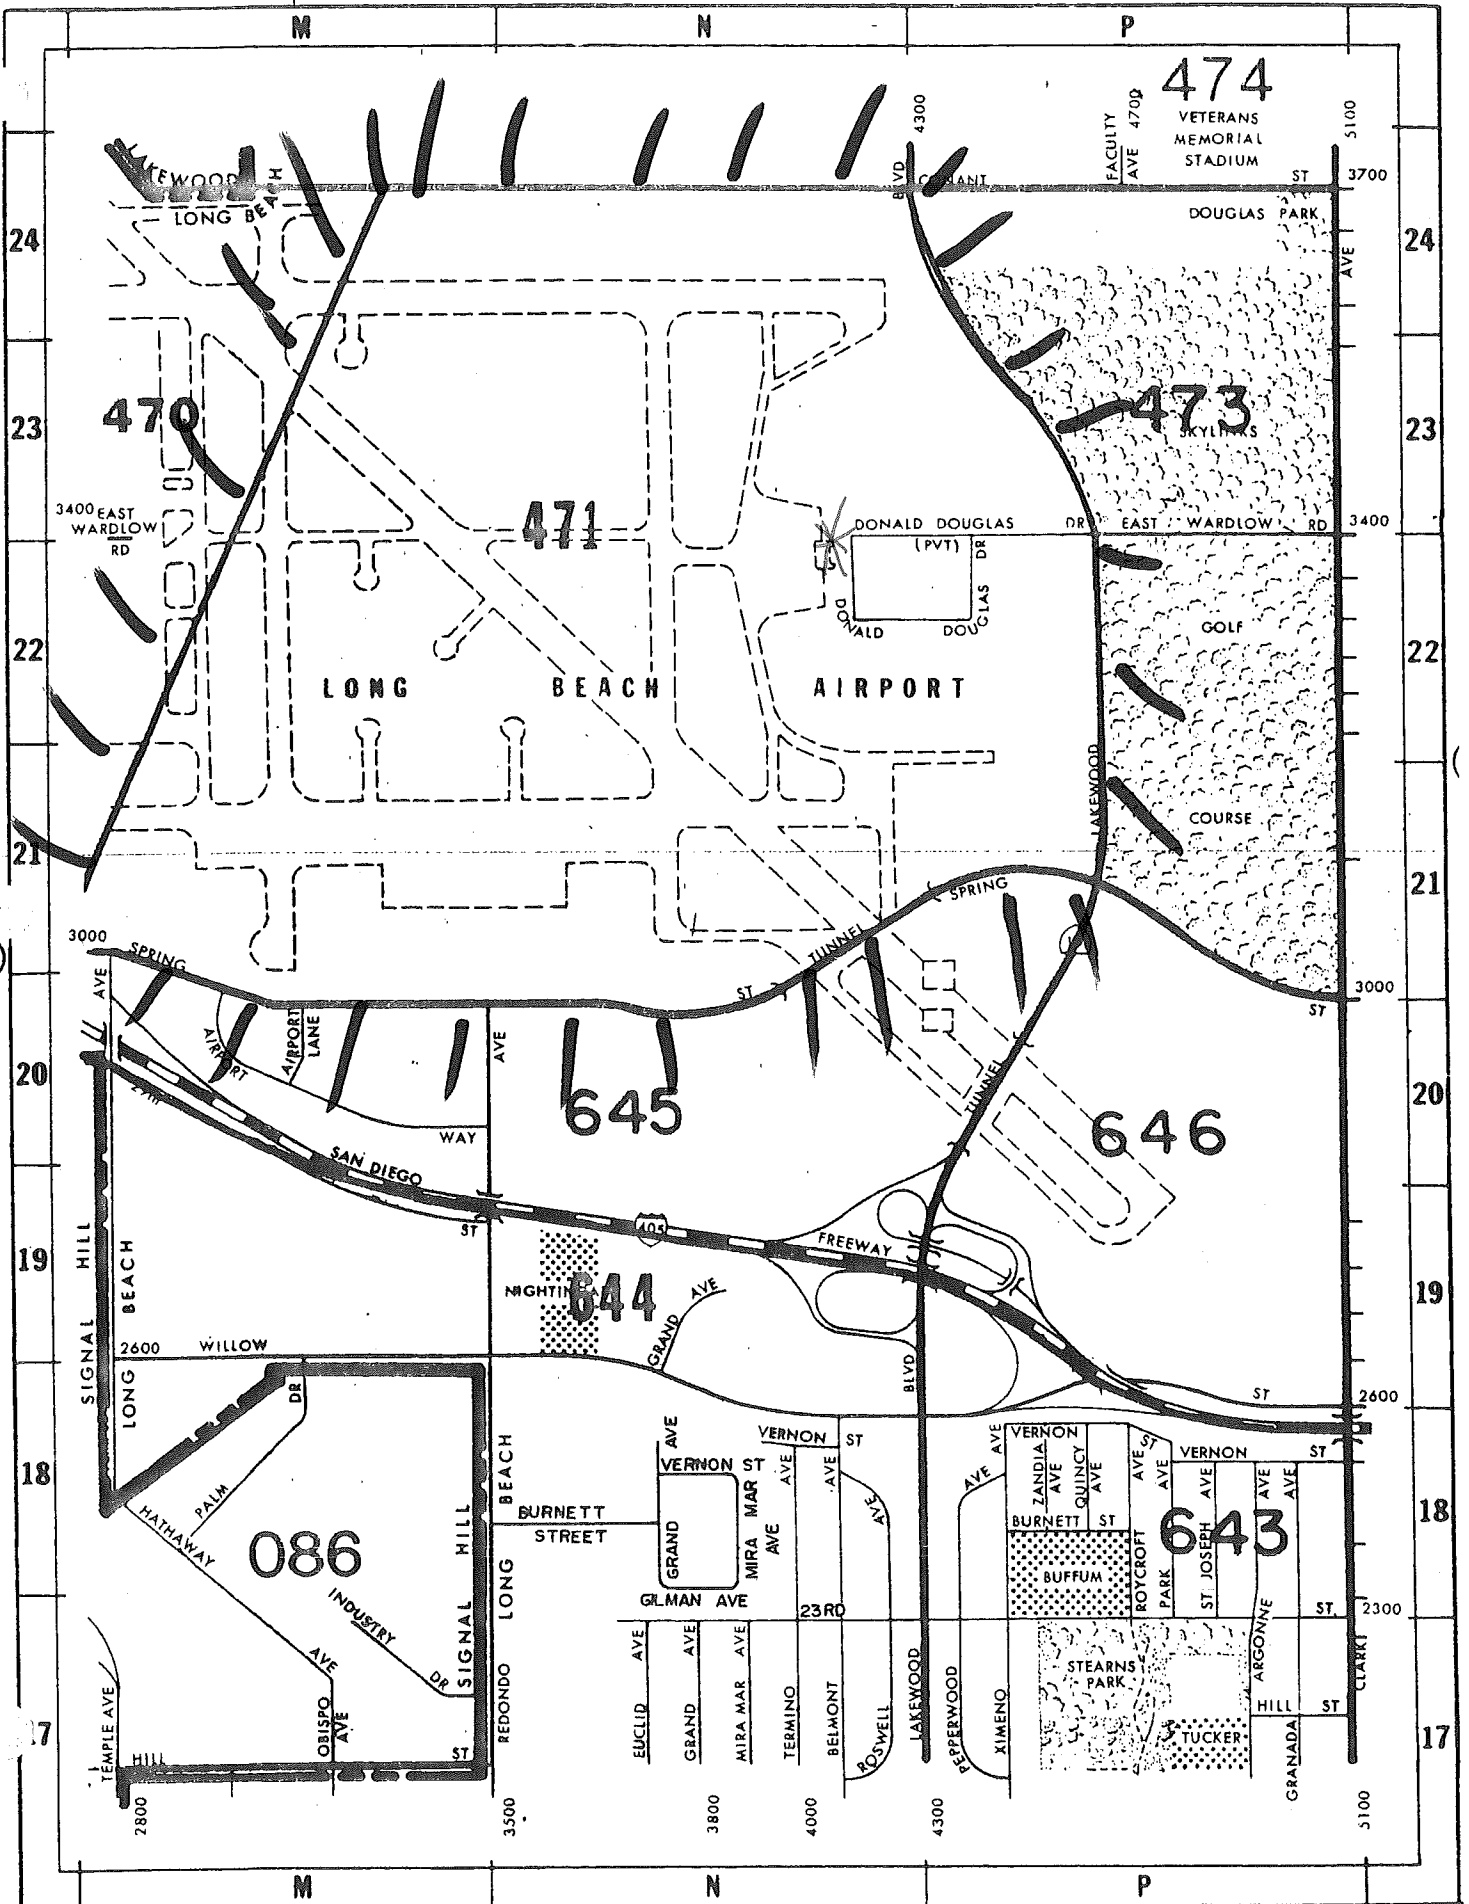 M
N
P
474
4300
FACULTY
AVE 4700
VETERANS
MEMORIAL
STADIUM
5100
LAKEWOOD
LONG BEACH
BLVD
CONANT
ST
3700
DOUGLAS PARK
24
24
AVE
470
23
473
SKYLINKS
23
3400 EAST
WARDLOW
RD
471
DONALD DOUGLAS DR
(PVT)
EAST WARDLOW RD
3400
DONALD DOUGLAS DR
GOLF
22
22
LONG BEACH AIRPORT
LAKEWOOD
COURSE
21
21
SPRING
3000
SPRING
TUNNEL
ST
3000
ST
AVE
AIRPORT
AIRPORT
LANE
AVE
20
20
29TH
645
TUNNEL
646
WAY
SAN DIEGO
405
FREEWAY
ST
19
19
SIGNAL HILL
LONG BEACH
644
GRAND AVE
2600
WILLOW
BLVD
ST
2600
DR
AVE
VERNON ST
VERNON ST
AVE
AVE
AVE
AVE
AVE
VERNON
ZANDIA
AVE
QUINCY
AVE
ST
AVE
AVE
VERNON ST
AVE
AVE
AVE
18
18
PALM
HATHAWAY
086
INDUSTRY
AVE
DR
SIGNAL HILL
LONG BEACH
BURNETT
STREET
GRAND
MIRA MAR
AVE
GILMAN AVE
BURNETT ST
BUFFUM
ROYCROFT
PARK
ST JOSEPH
643
23RD
ST
2300
ARGONNE
STEARNS
PARK
CLARK
HILL ST
TUCKER
17
17
TEMPLE AVE
HILL
OBISPO
AVE
ST
REDONDO
EUCLID AVE
GRAND AVE
MIRA MAR AVE
TERMINO
BELMONT
ROSWELL
LAKEWOOD
PEPPERWOOD
XIMENO
GRANADA
2800
3500
3800
4000
4300
5100
M
N
P